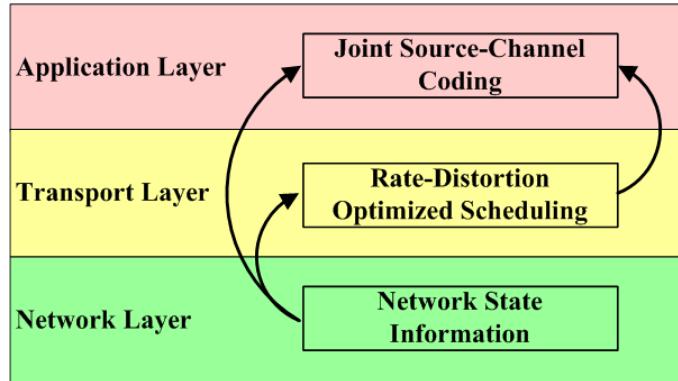 Application Layer
Joint Source-Channel
Coding
Transport Layer
Rate-Distortion
Optimized Scheduling
Network Layer
Network State
Information